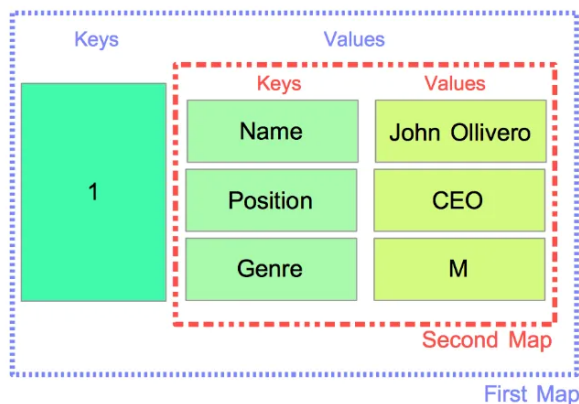 Keys Values
Keys Values
Name John Ollivero
1 Position CEO
Genre M
Second Map
First Map